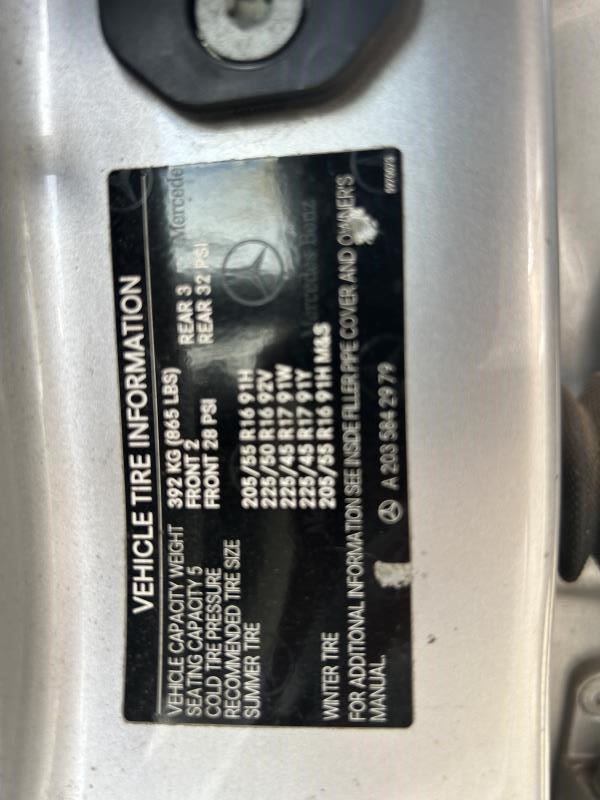 VEHICLE TIRE INFORMATION
VEHICLE CAPACITY WEIGHT 392 KG (865 LBS)
SEATING CAPACITY 5 FRONT 2 REAR 3
COLD TIRE PRESSURE FRONT 28 PSI REAR 32 PSI
RECOMMENDED TIRE SIZE
SUMMER TIRE 205/55 R16 91H
225/50 R16 92V
225/45 R17 91W
225/45 R17 91Y
WINTER TIRE 205/55 R16 91H M&S
FOR ADDITIONAL INFORMATION SEE INSIDE FILLER PIPE COVER AND OWNER'S
MANUAL.
A 203 584 29 79
Mercedes
Mercedes Benz